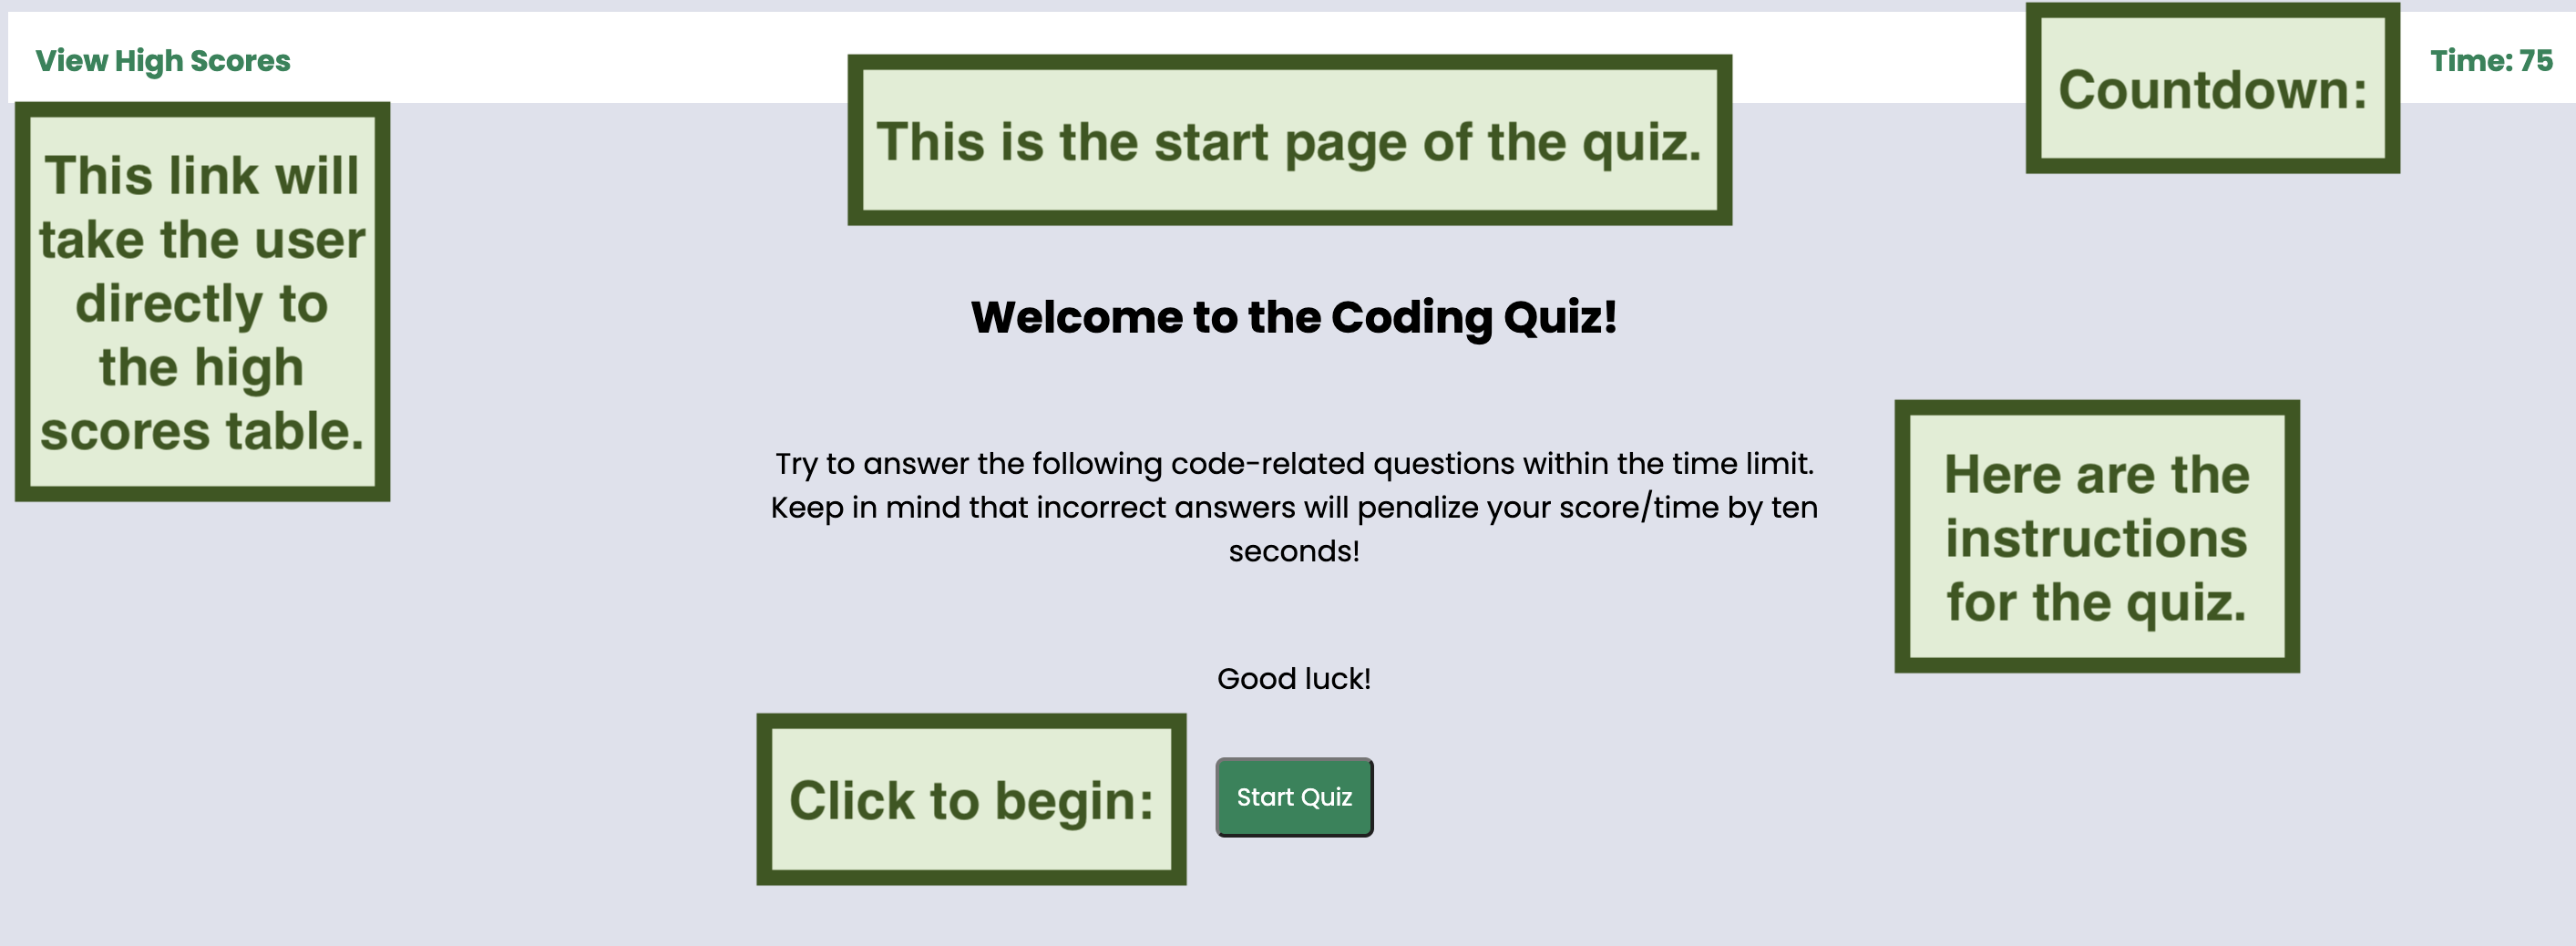 View High Scores
Countdown:
Time: 75
This is the start page of the quiz.
This link will
take the user
directly to
the high
scores table.
Welcome to the Coding Quiz!
Try to answer the following code-related questions within the time limit.
Keep in mind that incorrect answers will penalize your score/time by ten
seconds!
Here are the
instructions
for the quiz.
Good luck!
Click to begin:
Start Quiz